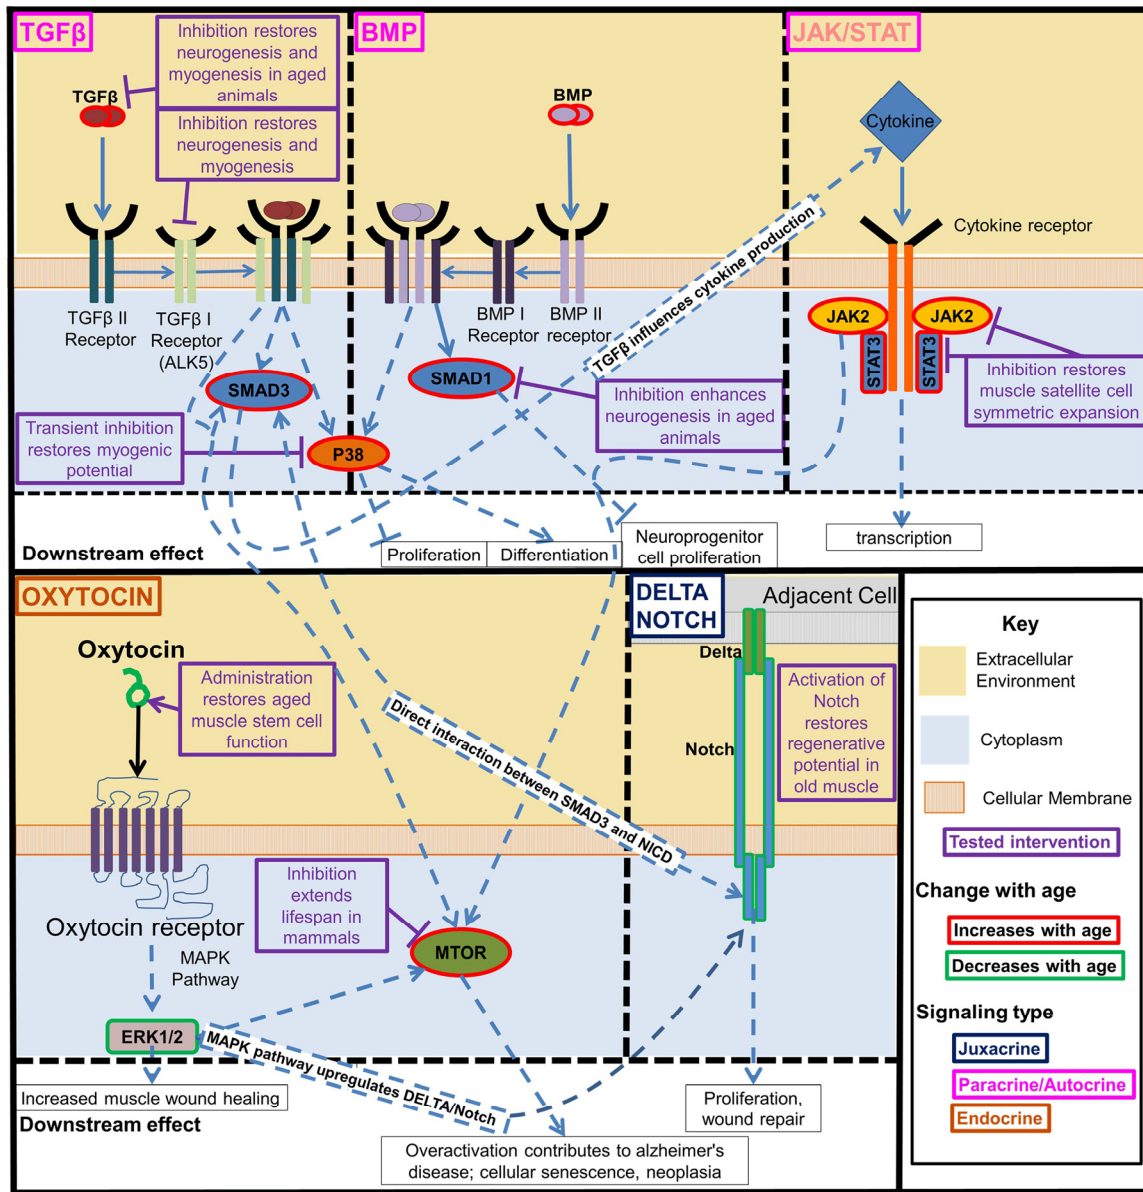 TGFβ
Inhibition restores
neurogenesis and
myogenesis in aged
animals
TGFβ
Inhibition restores
neurogenesis and
myogenesis
TGFβ II
Receptor
TGFβ I
Receptor
(ALK5)
SMAD3
Transient inhibition
restores myogenic
potential
P38
BMP
BMP
BMP I
Receptor
BMP II
receptor
SMAD1
Inhibition enhances
neurogenesis in aged
animals
TGFβ influences cytokine production
JAK/STAT
Cytokine
Cytokine receptor
JAK2
JAK2
STAT3
STAT3
Inhibition restores
muscle satellite cell
symmetric expansion
Downstream effect
Proliferation
Differentiation
Neuroprogenitor
cell proliferation
transcription
OXYTOCIN
Oxytocin
Administration
restores aged
muscle stem cell
function
Oxytocin receptor
MAPK
Pathway
ERK1/2
Inhibition
extends
lifespan in
mammals
MTOR
Direct interaction between SMAD3 and NICD
MAPK pathway upregulates DELTA/Notch
Increased muscle wound healing
Downstream effect
Overactivation contributes to alzheimer's
disease; cellular senescence, neoplasia
DELTA
NOTCH
Adjacent Cell
Delta
Notch
Activation of
Notch
restores
regenerative
potential in
old muscle
Proliferation,
wound repair
Key
Extracellular
Environment
Cytoplasm
Cellular Membrane
Tested intervention
Change with age
Increases with age
Decreases with age
Signaling type
Juxacrine
Paracrine/Autocrine
Endocrine